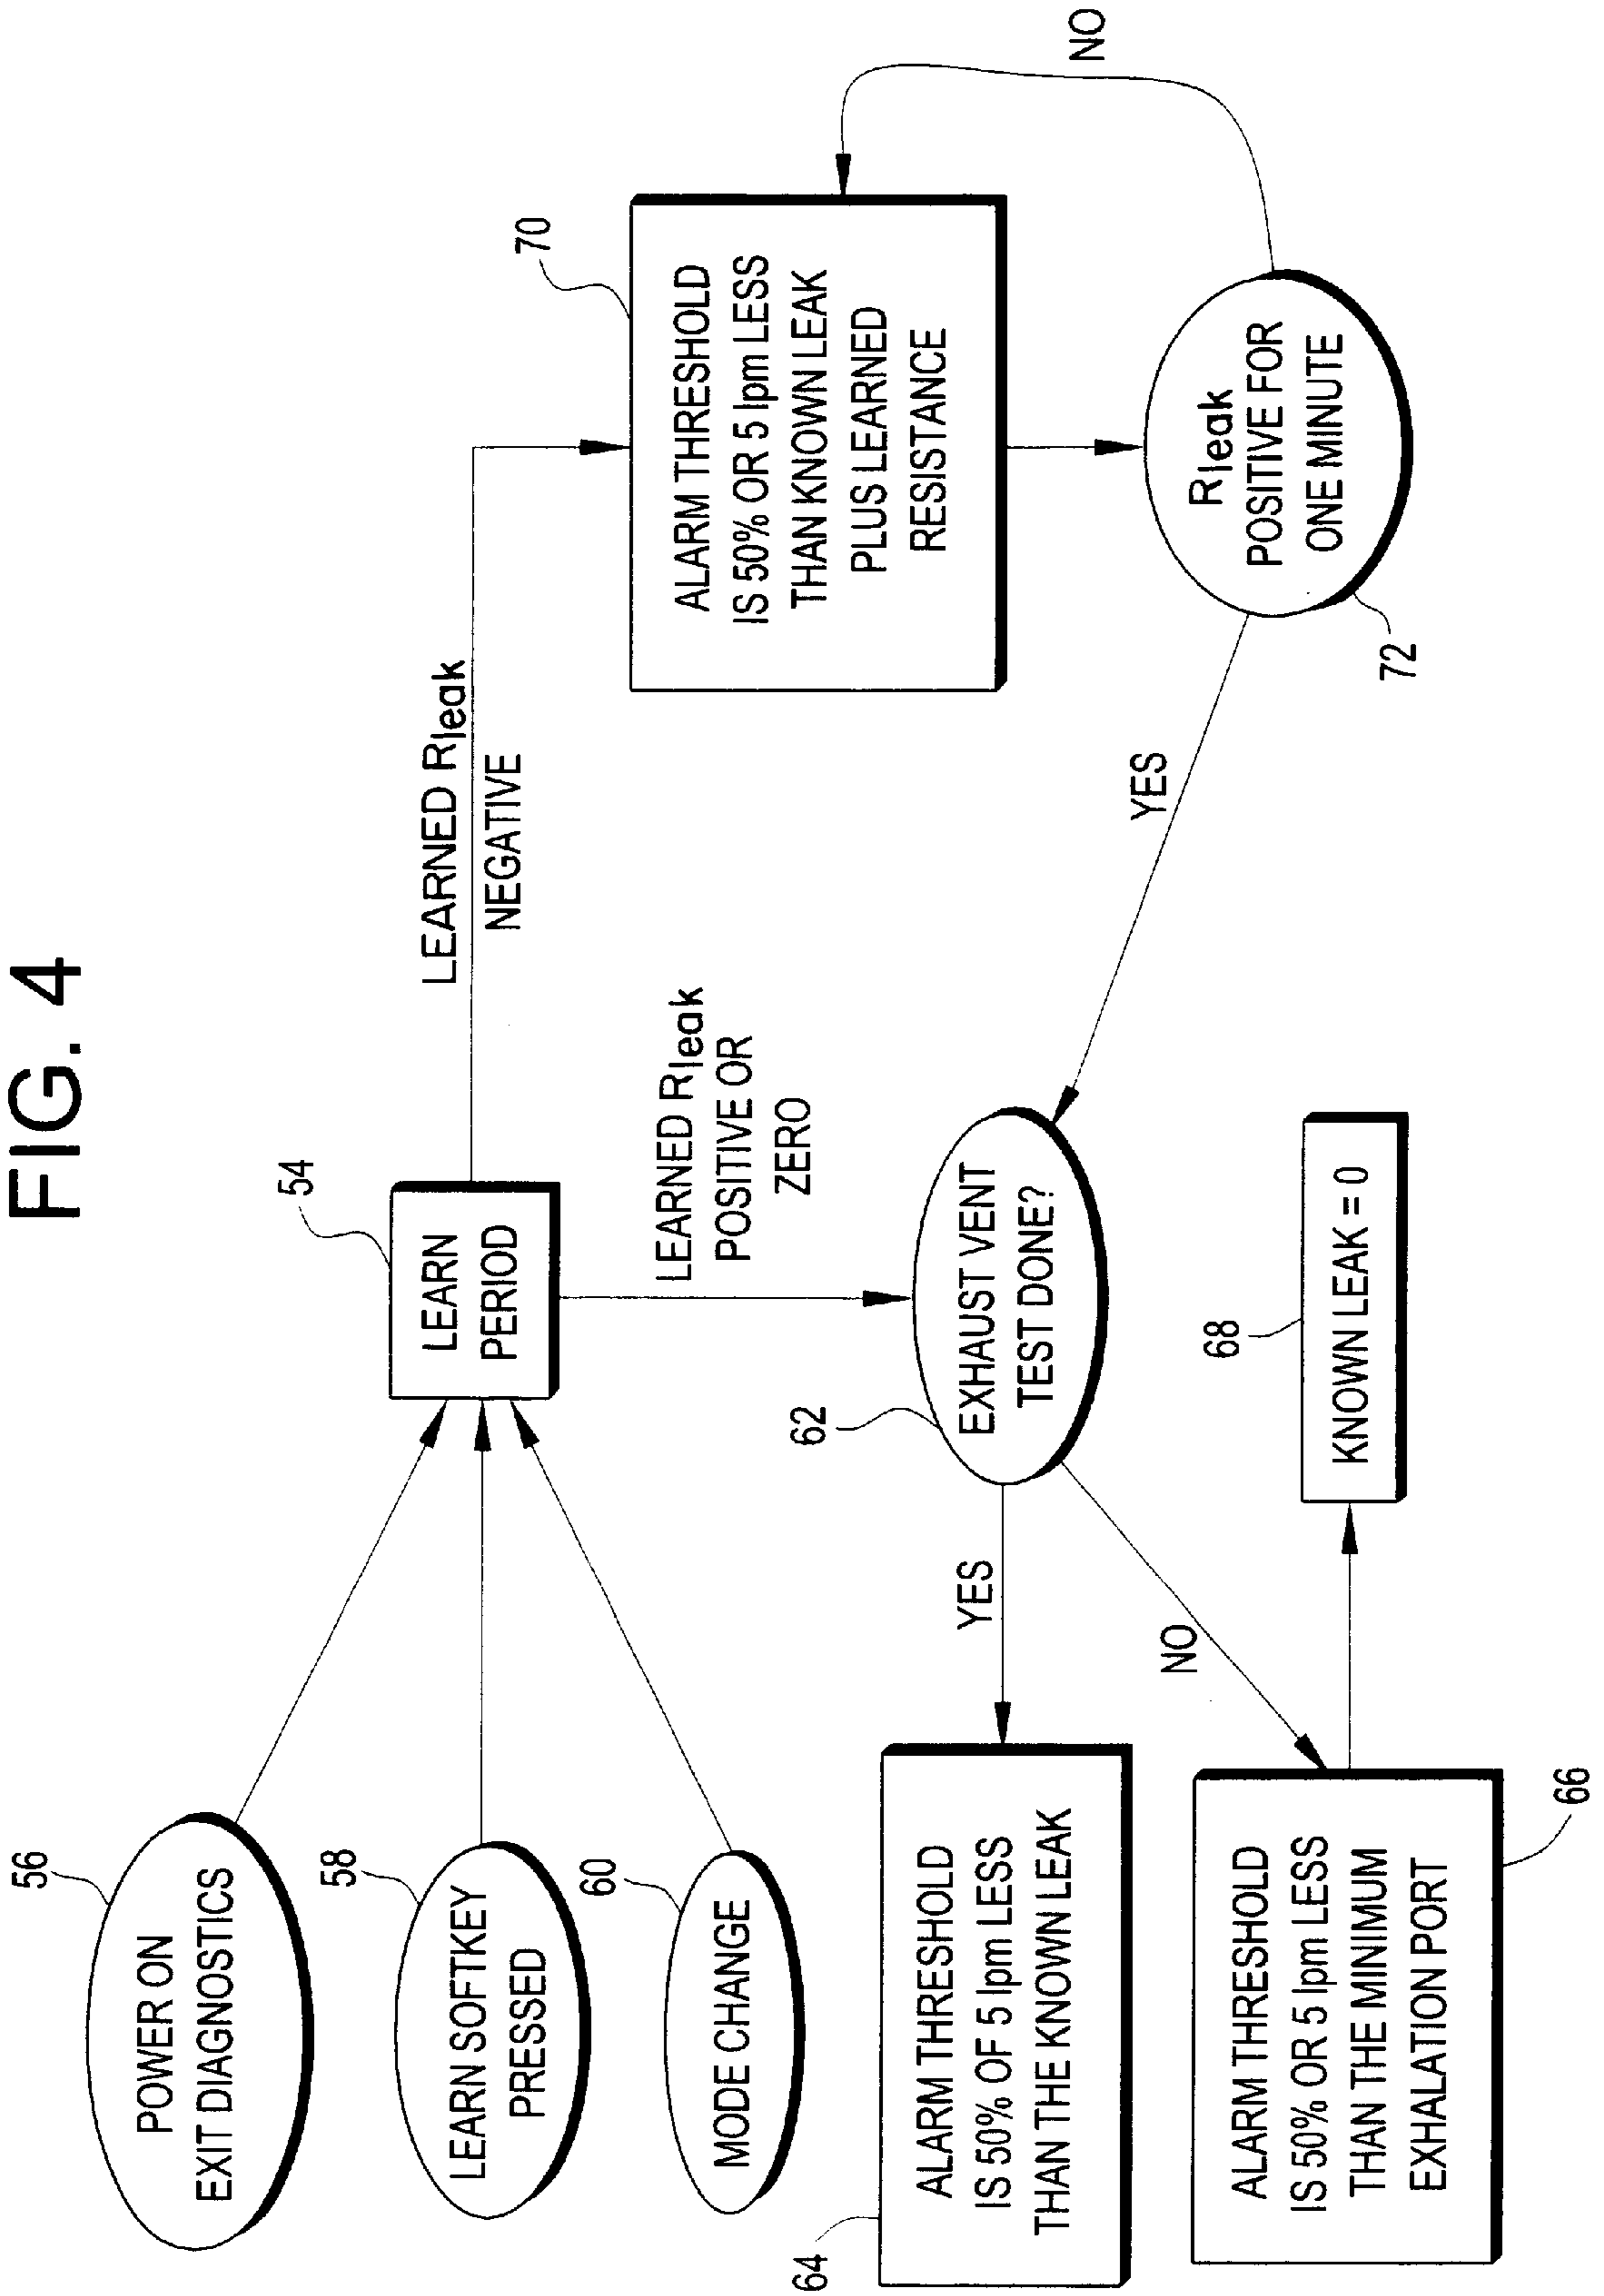 FIG. 4
56
POWER ON
EXIT DIAGNOSTICS
58
LEARN SOFTKEY
PRESSED
60
MODE CHANGE
54
LEARN
PERIOD
LEARNED Rleak
NEGATIVE
LEARNED Rleak
POSITIVE OR
ZERO
70
ALARM THRESHOLD
IS 50% OR 5 lpm LESS
THAN KNOWN LEAK
PLUS LEARNED
RESISTANCE
NO
72
Rleak
POSITIVE FOR
ONE MINUTE
YES
62
EXHAUST VENT
TEST DONE?
YES
NO
64
ALARM THRESHOLD
IS 50% OF 5 lpm LESS
THAN THE KNOWN LEAK
66
ALARM THRESHOLD
IS 50% OR 5 lpm LESS
THAN THE MINIMUM
EXHALATION PORT
68
KNOWN LEAK = 0